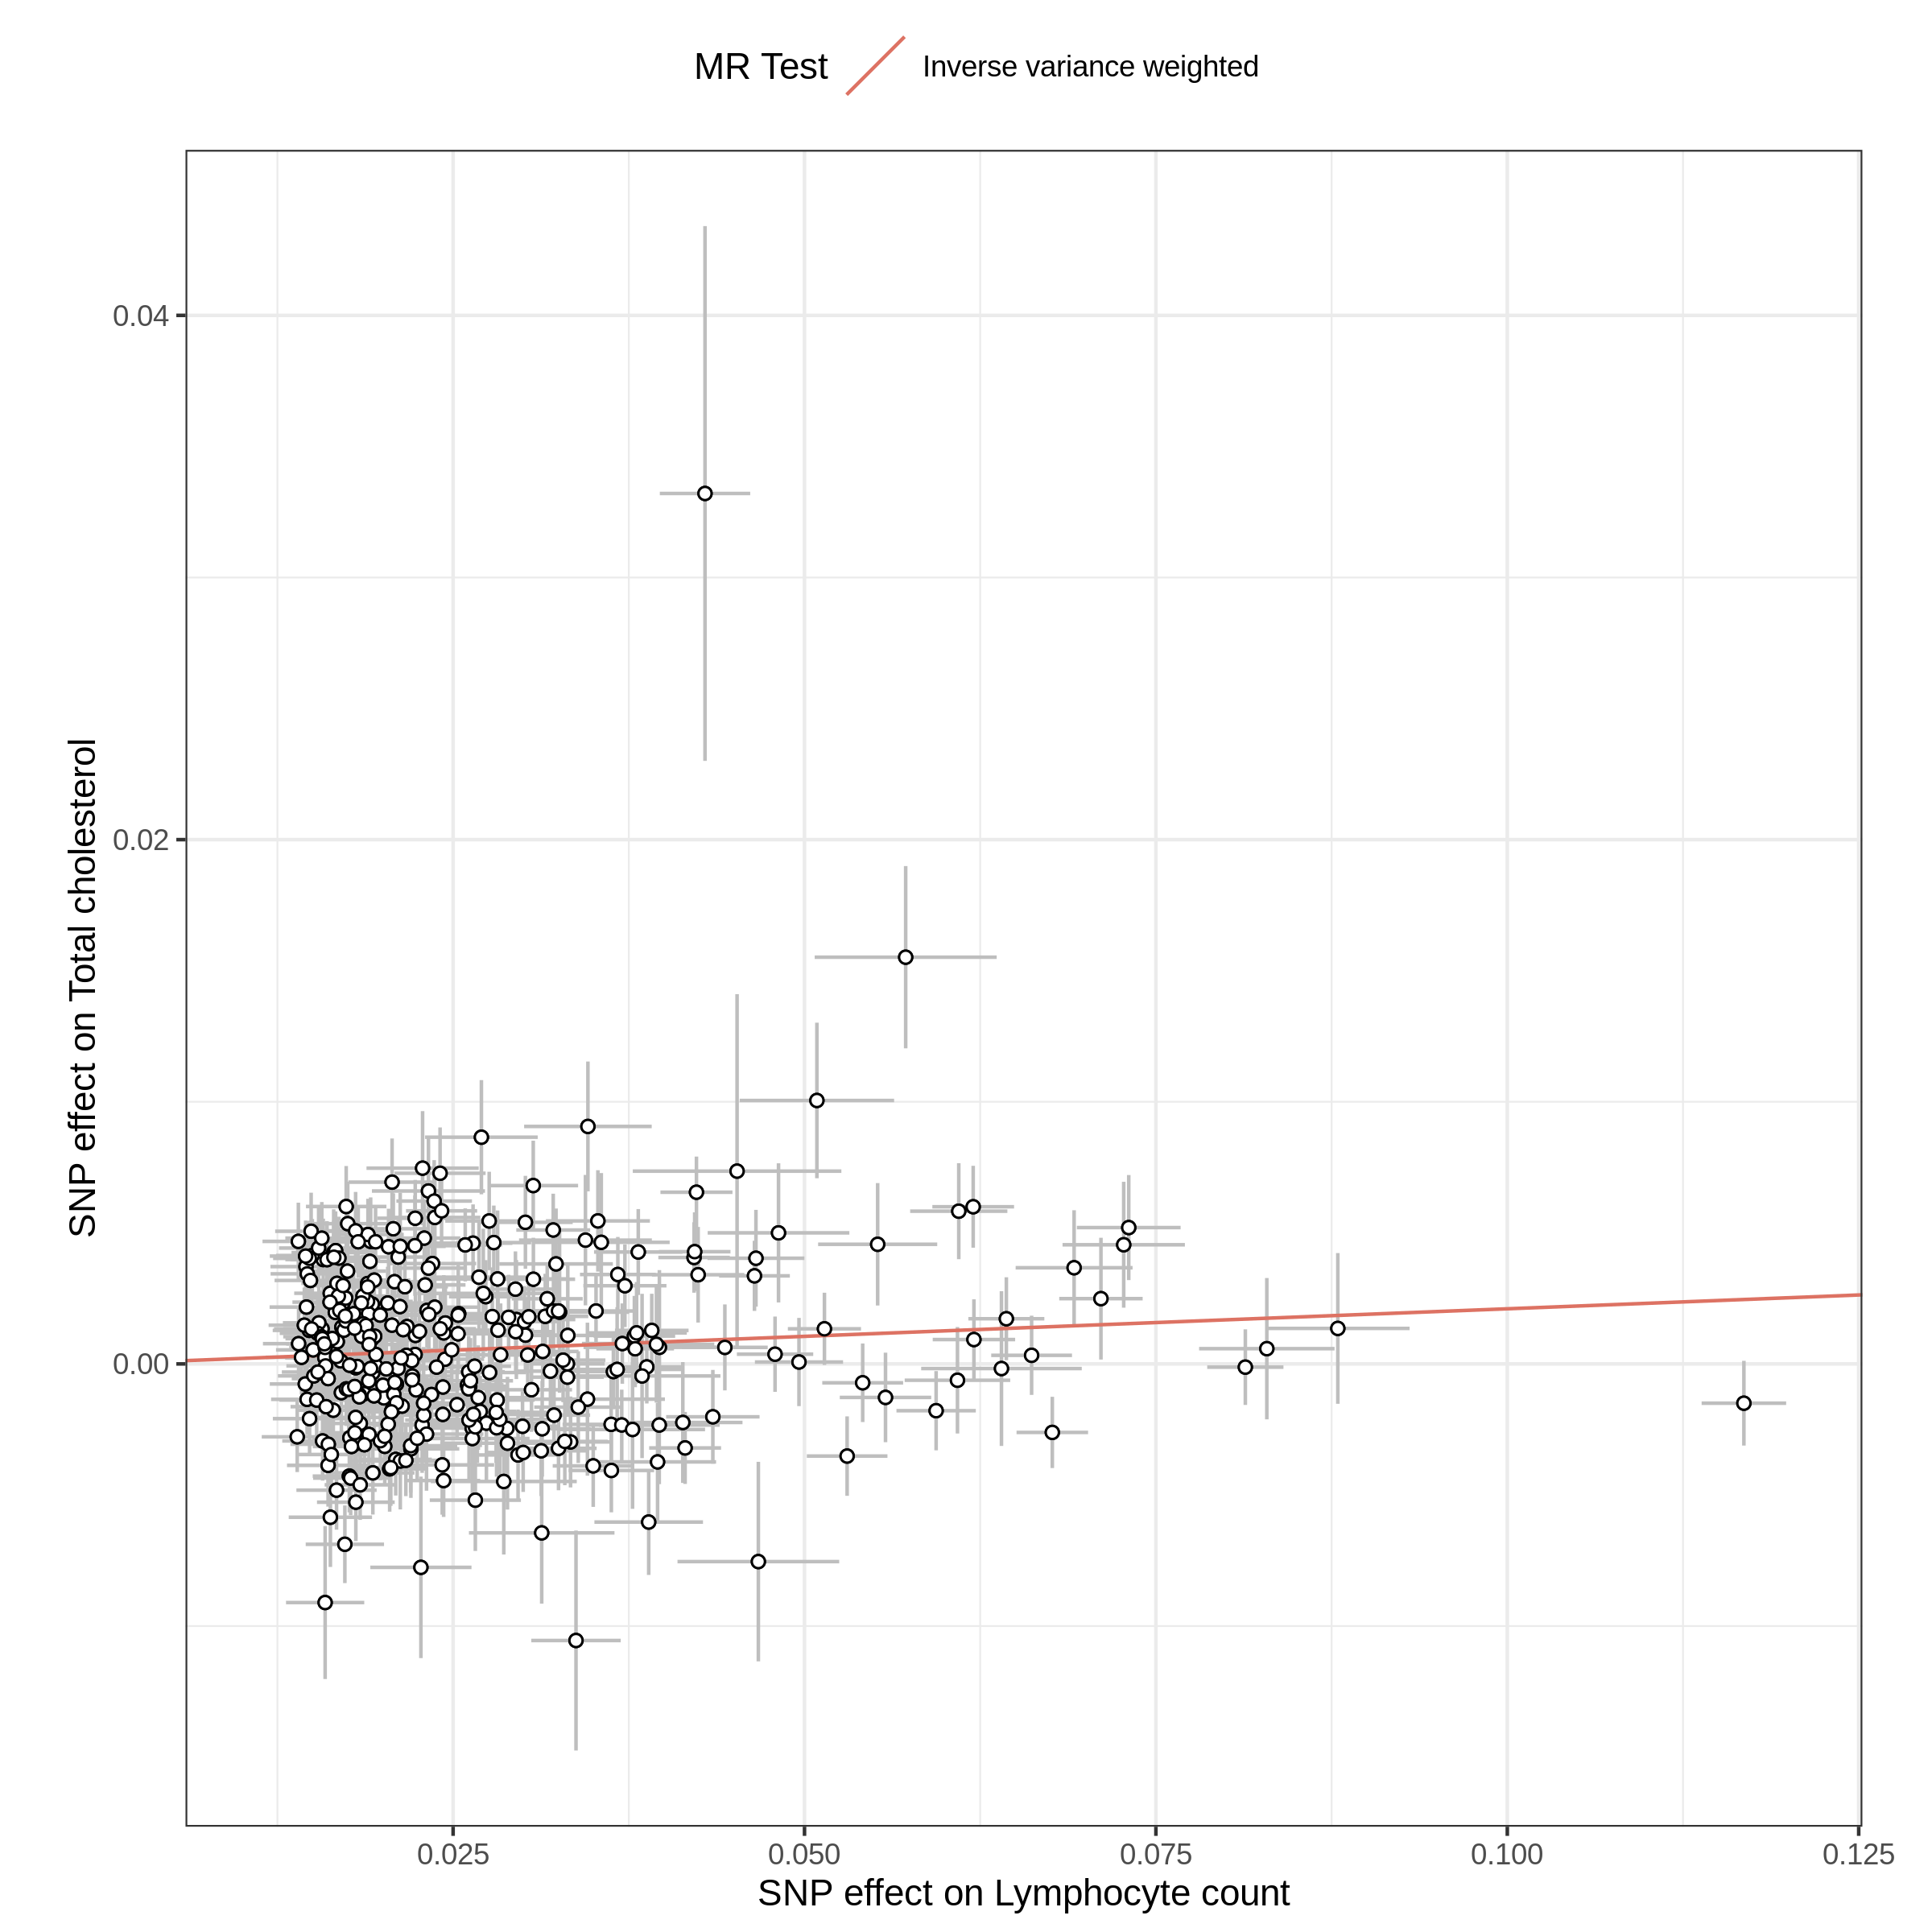 MR Test Inverse variance weighted
SNP effect on Total cholesterol
0.04
0.02
0.00
0.025 0.050 0.075 0.100 0.125
SNP effect on Lymphocyte count